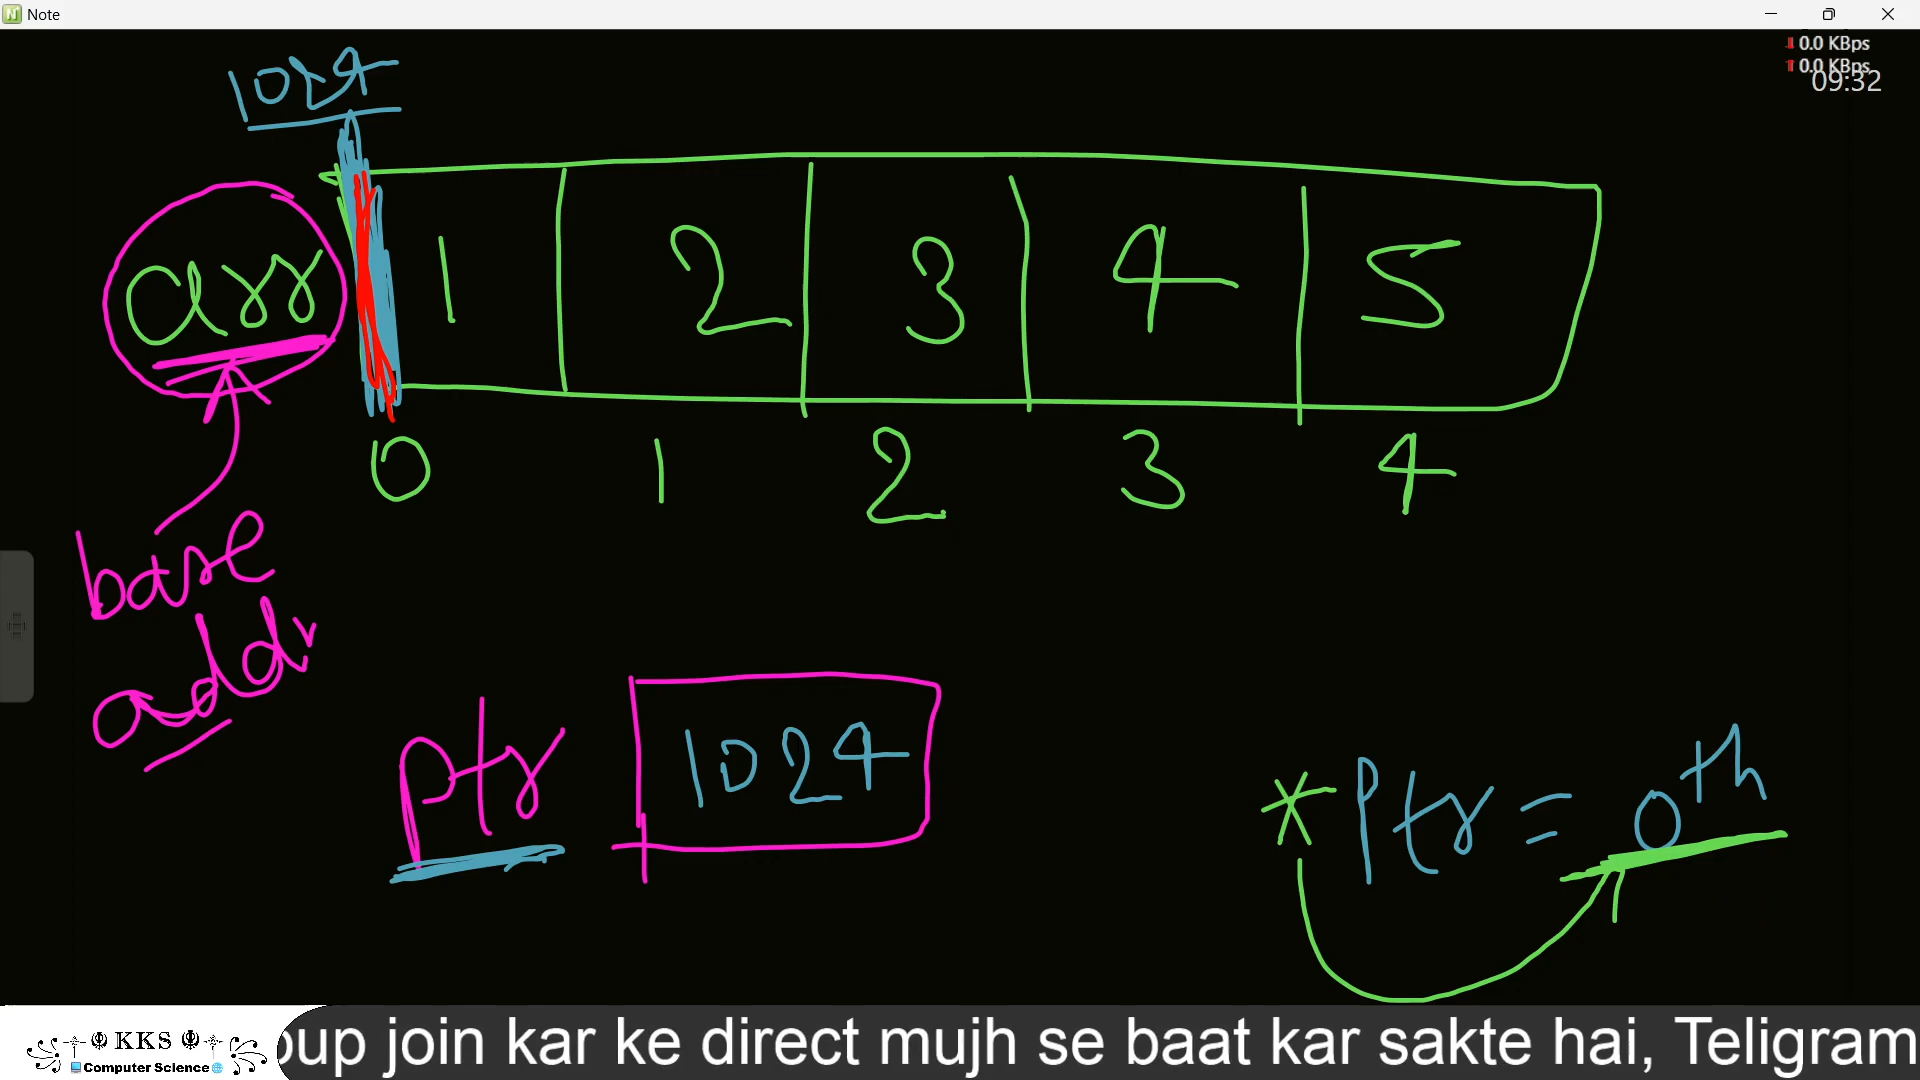 Note
0.0 KBps
0.0 KBps
09:32
1024
arr 1 2 3 4 5
0 1 2 3 4
base
addr
ptr 1024
*Ptr = 0th
KKS
Computer Science
oup join kar ke direct mujh se baat kar sakte hai, Teligram